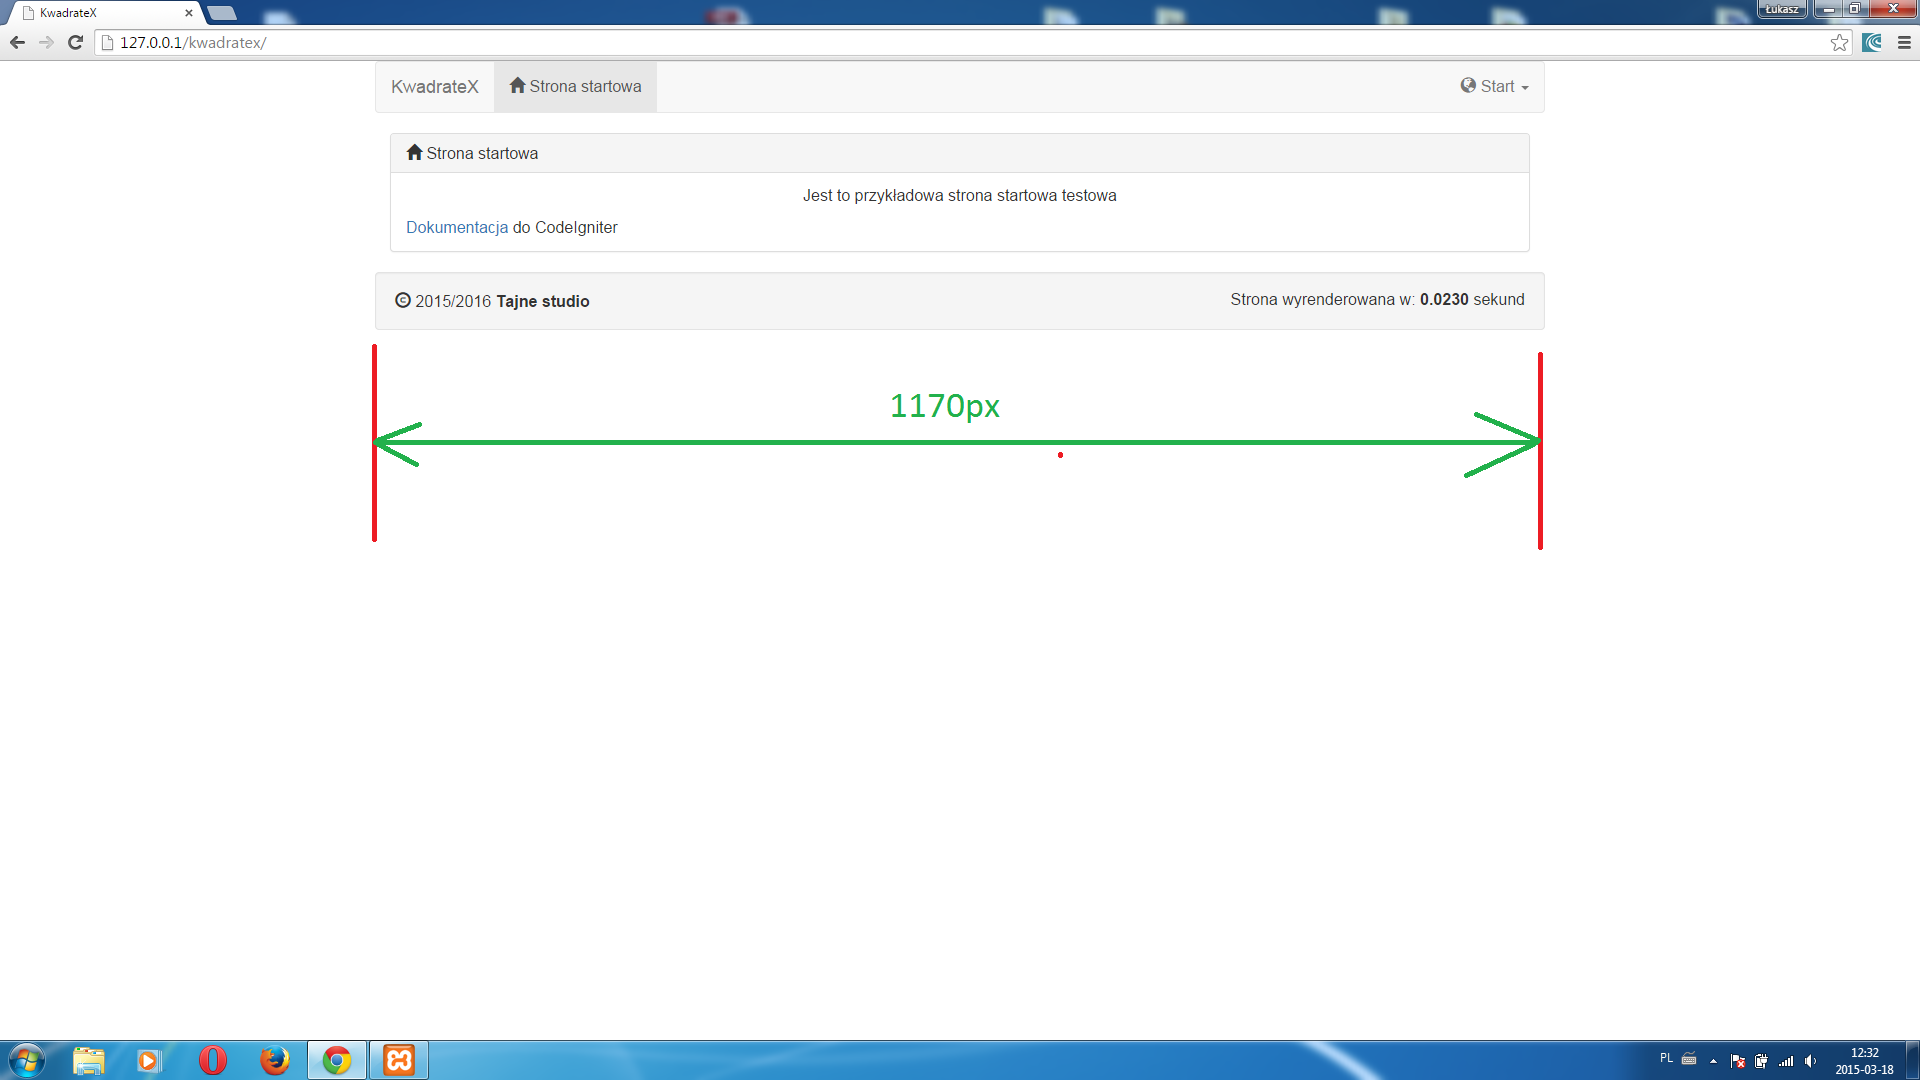 KwadrateX
Łukasz
127.0.0.1/kwadratex/
KwadrateX Strona startowa Start
Strona startowa
Jest to przykładowa strona startowa testowa
Dokumentacja do CodeIgniter
© 2015/2016 Tajne studio Strona wyrenderowana w: 0.0230 sekund
1170px
PL 12:32
2015-03-18